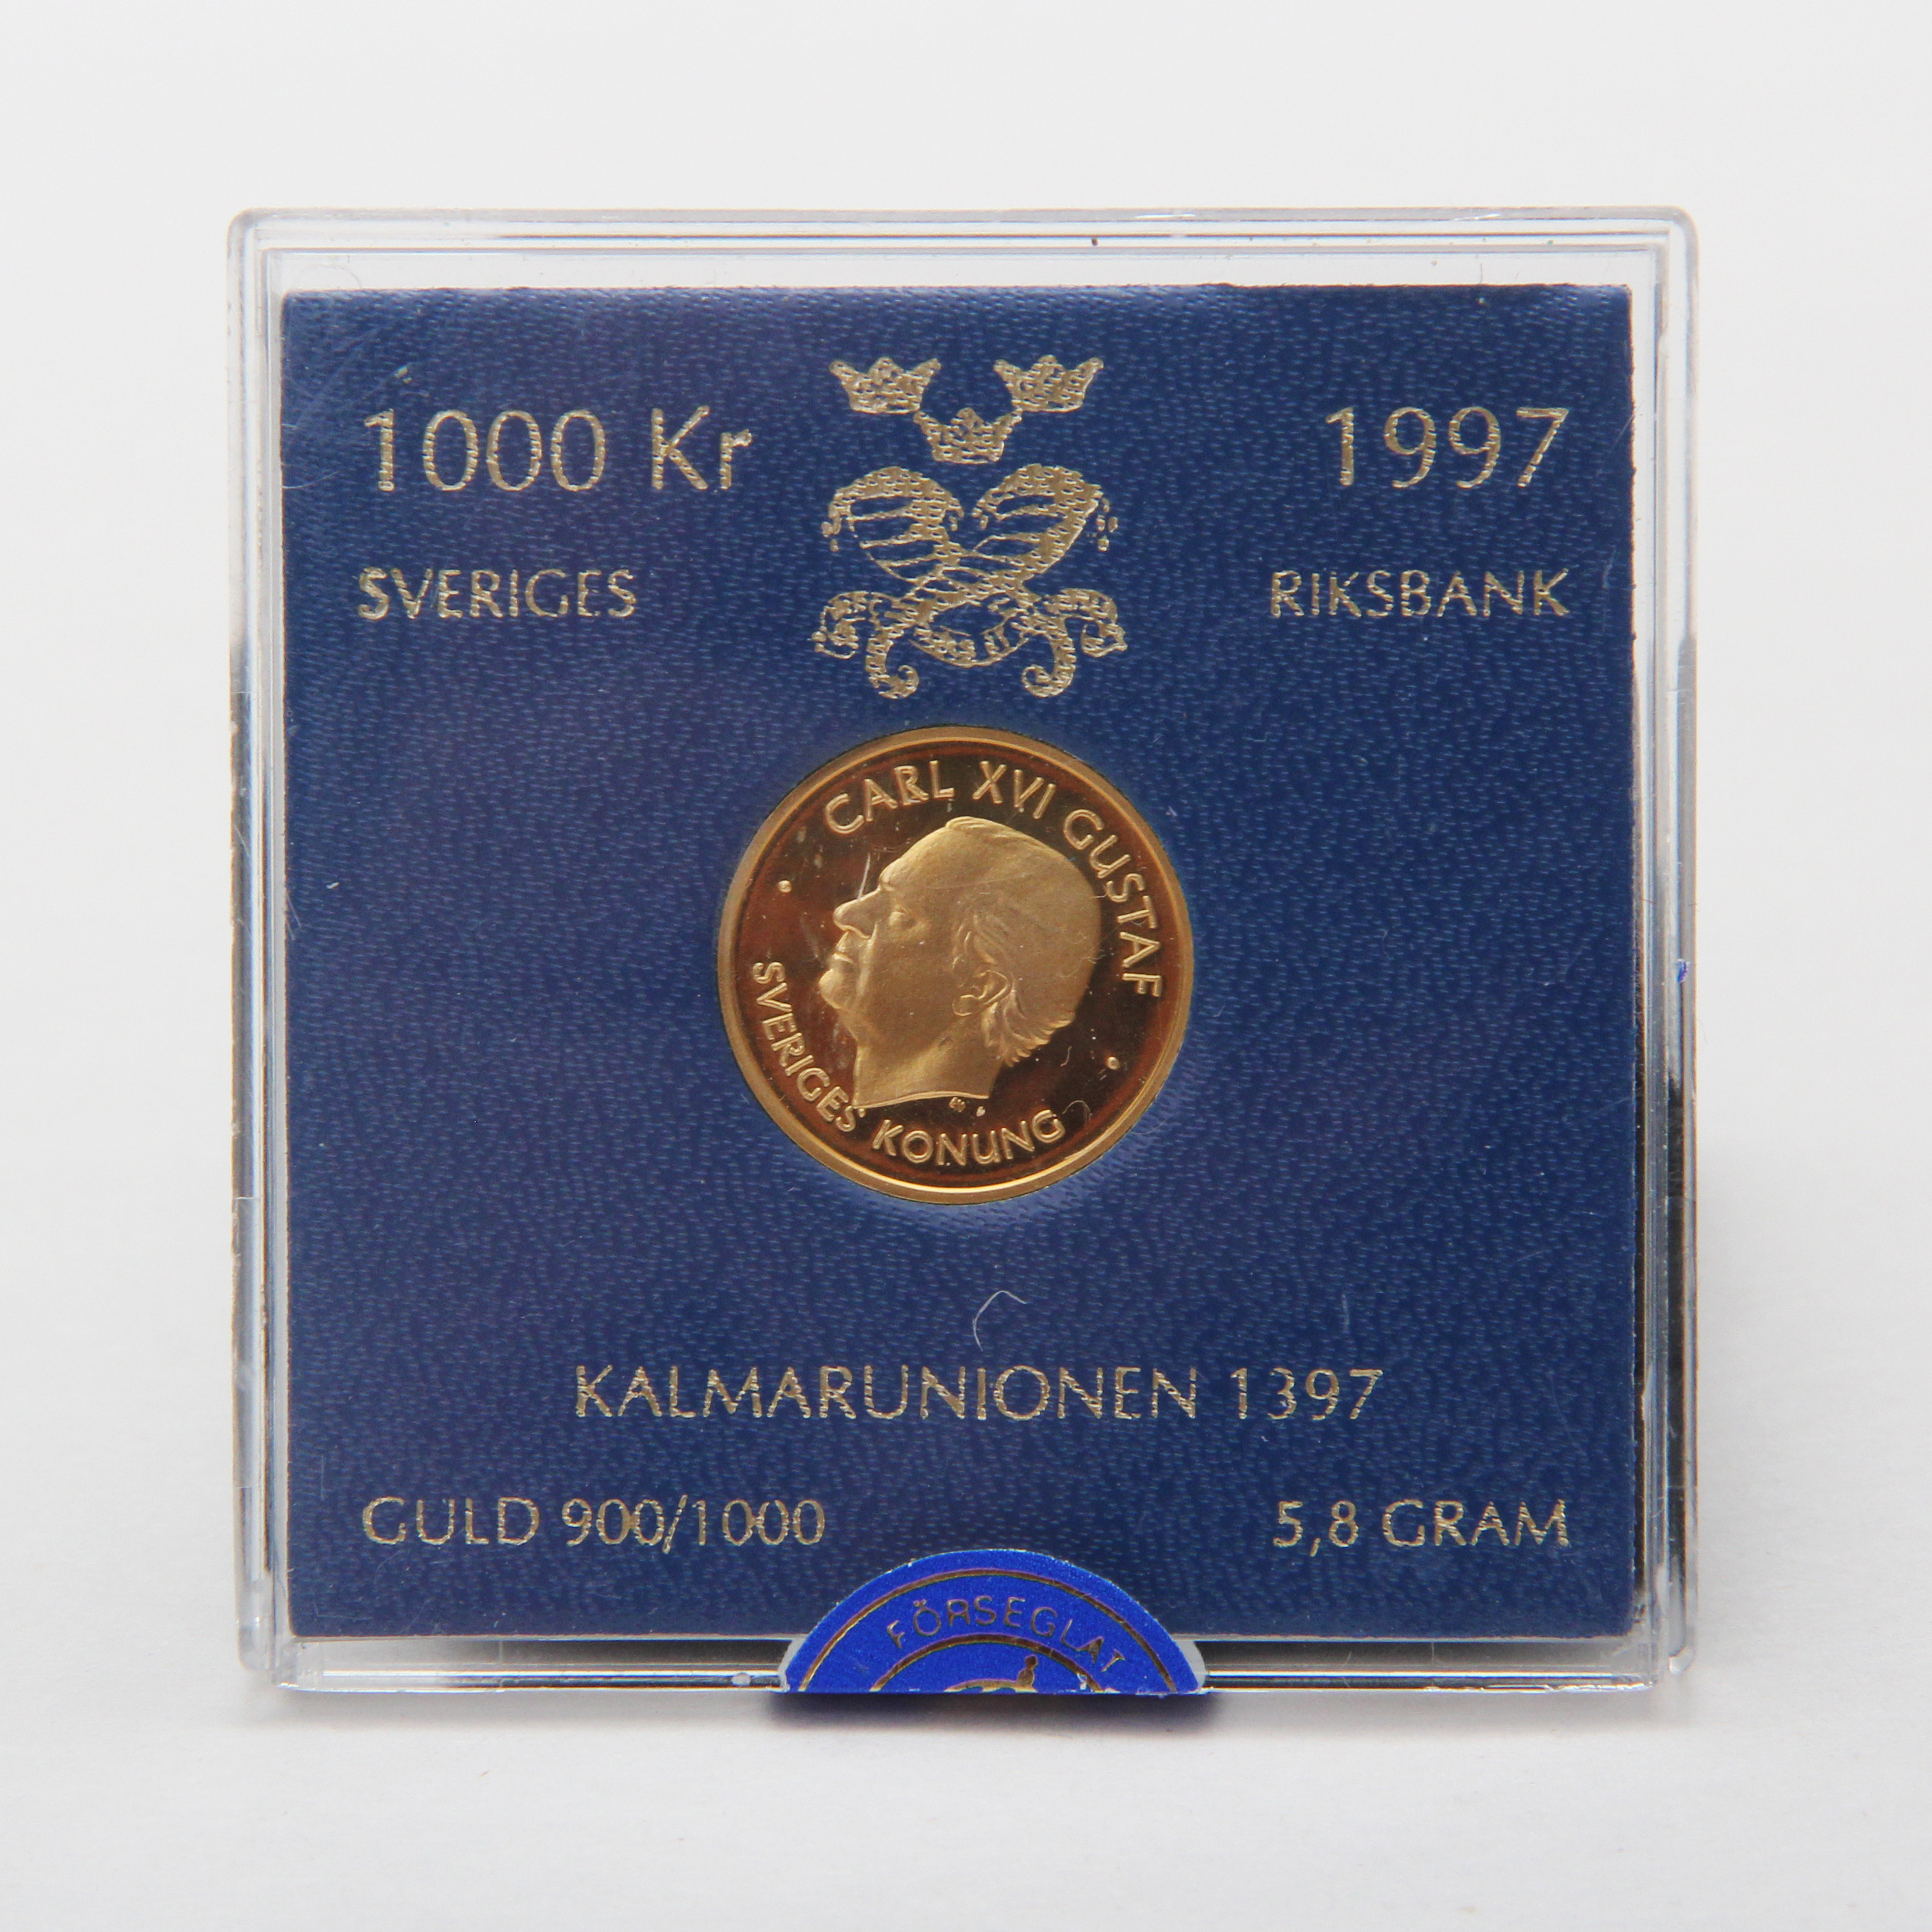 1000 Kr
1997
SVERIGES
RIKSBANK
CARL XVI GUSTAF
SVERIGES KONUNG
KALMARUNIONEN 1397
GULD 900/1000
5,8 GRAM
FÖRSEGLAT